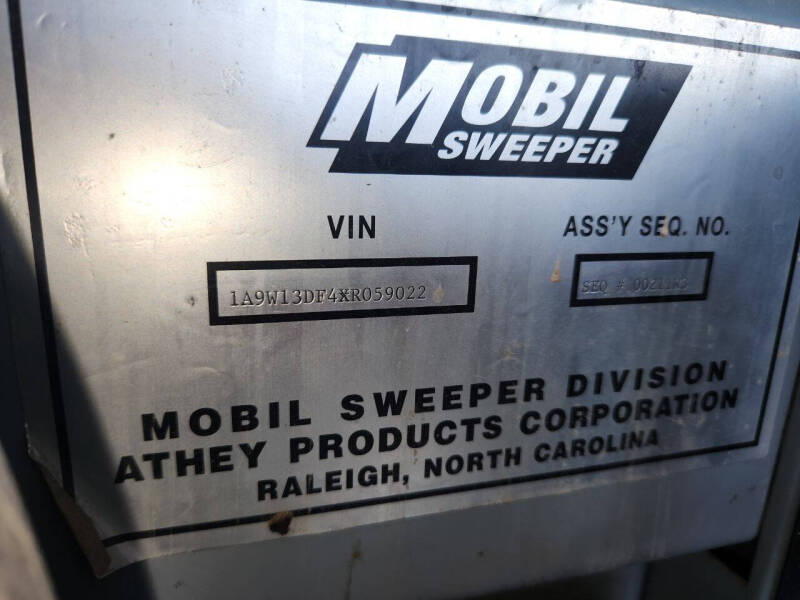 MOBIL
SWEEPER
VIN
ASS'Y SEQ. NO.
1A9W13DF4XR059022
SEQ #
MOBIL SWEEPER DIVISION
ATHEY PRODUCTS CORPORATION
RALEIGH, NORTH CAROLINA